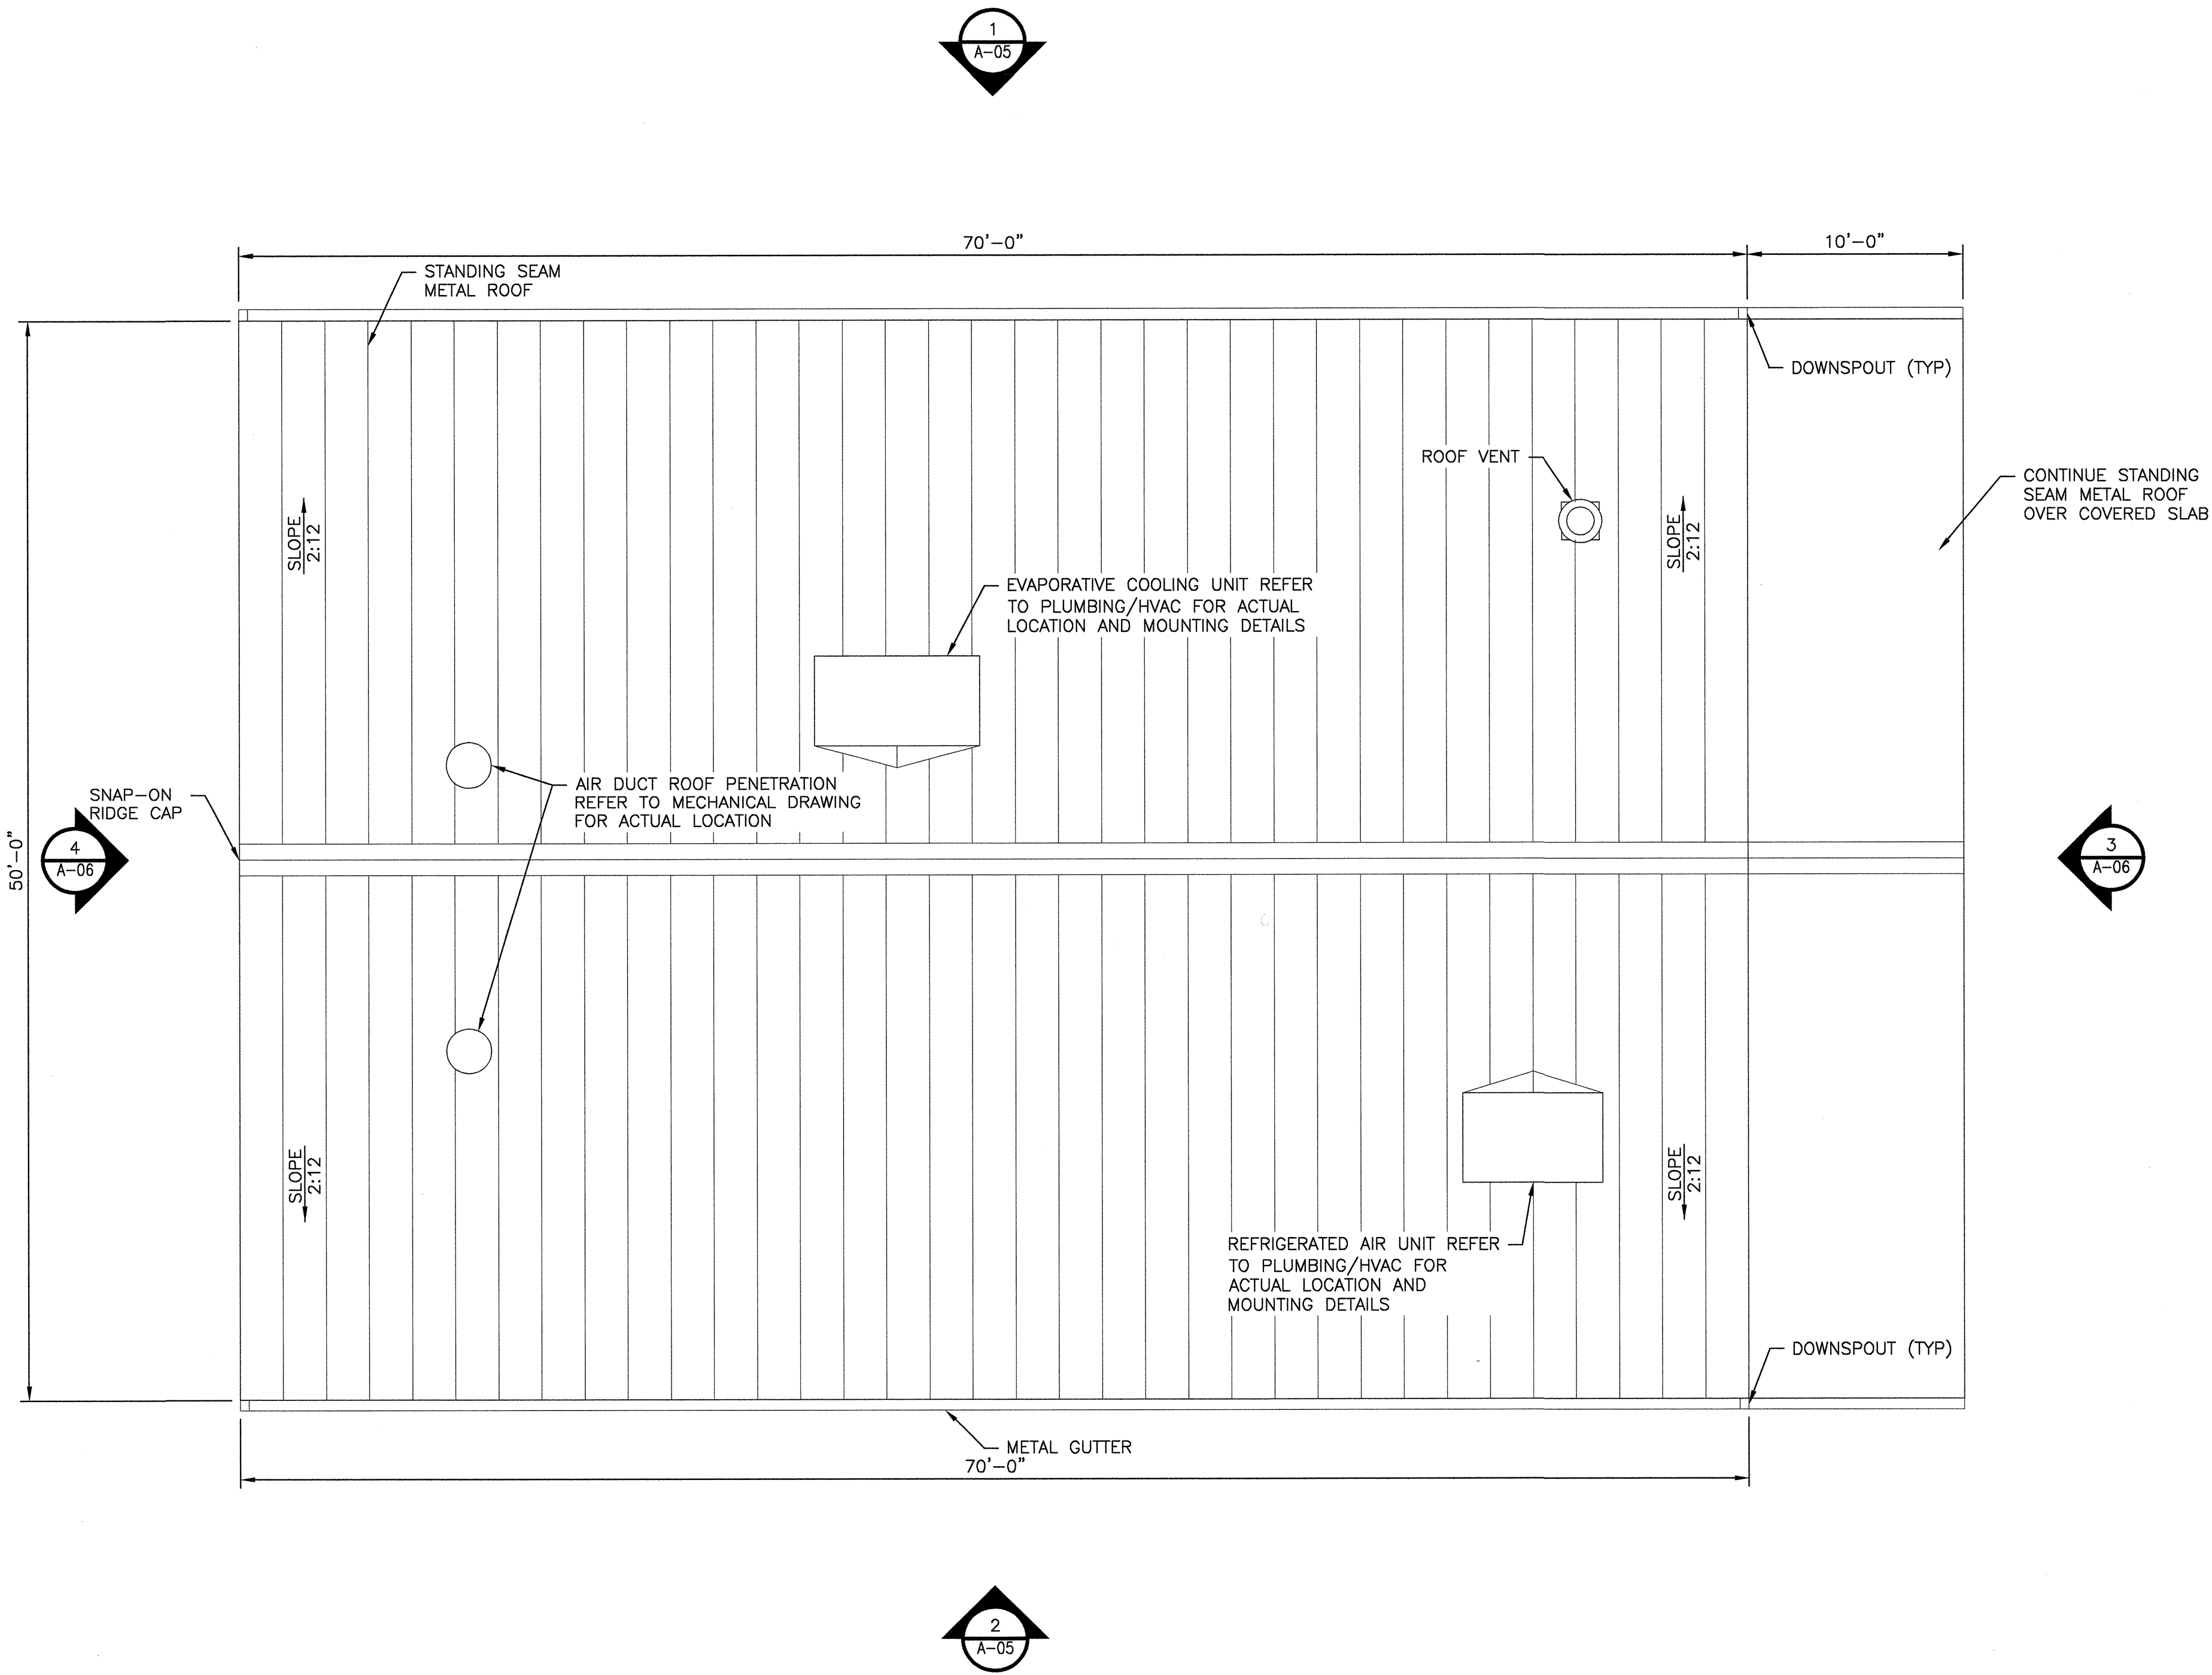 1
A-05
70'-0"
10'-0"
STANDING SEAM
METAL ROOF
DOWNSPOUT (TYP)
ROOF VENT
CONTINUE STANDING
SEAM METAL ROOF
OVER COVERED SLAB
SLOPE
2:12
SLOPE
2:12
EVAPORATIVE COOLING UNIT REFER
TO PLUMBING/HVAC FOR ACTUAL
LOCATION AND MOUNTING DETAILS
AIR DUCT ROOF PENETRATION
REFER TO MECHANICAL DRAWING
FOR ACTUAL LOCATION
SNAP-ON
RIDGE CAP
50'-0"
4
A-06
3
A-06
SLOPE
2:12
SLOPE
2:12
REFRIGERATED AIR UNIT REFER
TO PLUMBING/HVAC FOR
ACTUAL LOCATION AND
MOUNTING DETAILS
DOWNSPOUT (TYP)
METAL GUTTER
70'-0"
2
A-05